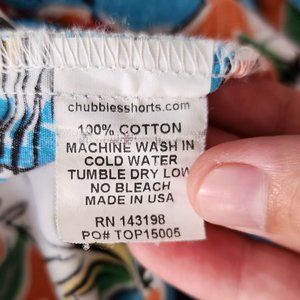 chubbiesshorts.com
100% COTTON
MACHINE WASH IN
COLD WATER
TUMBLE DRY LOW
NO BLEACH
MADE IN USA
RN 143198
PO# TOP15005